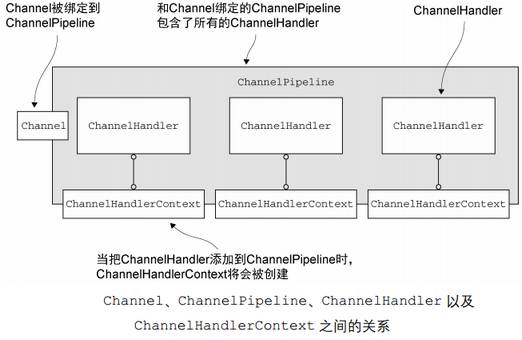 Channel被绑定到
ChannelPipeline
和Channel绑定的ChannelPipeline
包含了所有的ChannelHandler
ChannelHandler
ChannelPipeline
Channel
ChannelHandler
ChannelHandler
ChannelHandler
ChannelHandlerContext
ChannelHandlerContext
ChannelHandlerContext
当把ChannelHandler添加到ChannelPipeline时，
ChannelHandlerContext将会被创建
Channel、ChannelPipeline、ChannelHandler 以及
ChannelHandlerContext 之间的关系